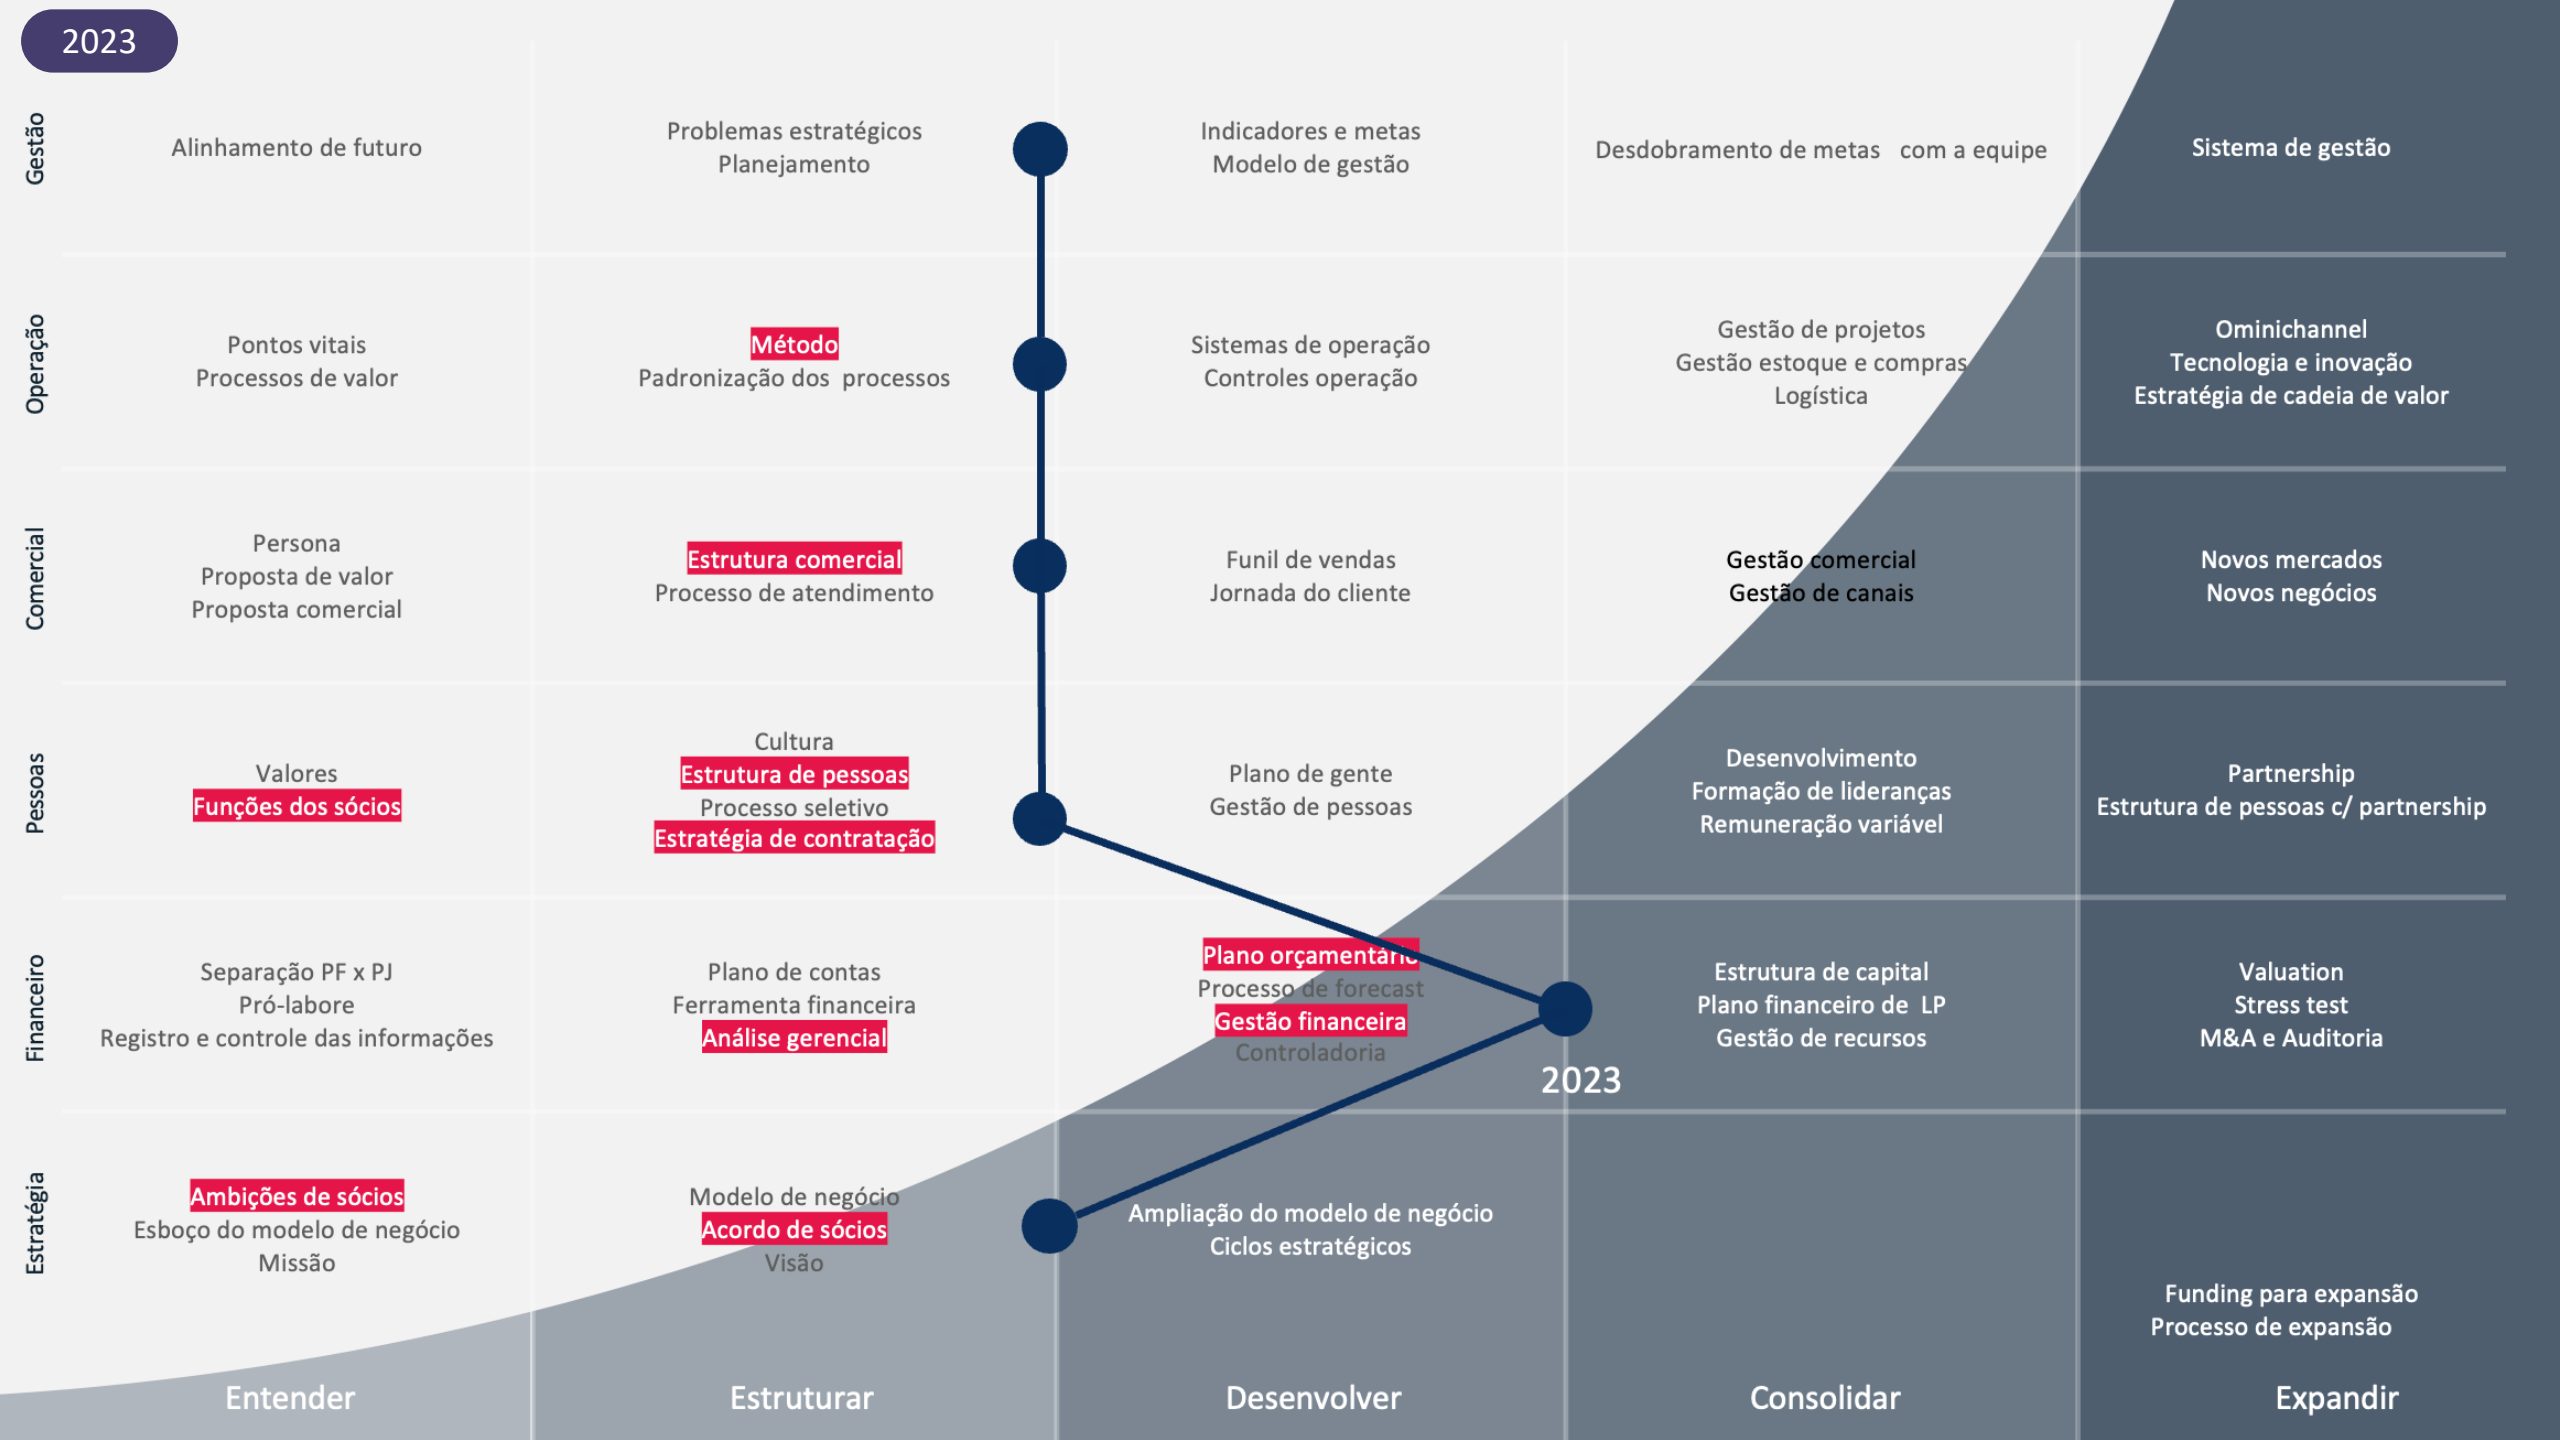 2023
Gestão
Alinhamento de futuro
Problemas estratégicos
Planejamento
Indicadores e metas
Modelo de gestão
Desdobramento de metas com a equipe
Sistema de gestão
Operação
Pontos vitais
Processos de valor
Método
Padronização dos processos
Sistemas de operação
Controles operação
Gestão de projetos
Gestão estoque e compras
Logística
Ominichannel
Tecnologia e inovação
Estratégia de cadeia de valor
Comercial
Persona
Proposta de valor
Proposta comercial
Estrutura comercial
Processo de atendimento
Funil de vendas
Jornada do cliente
Gestão comercial
Gestão de canais
Novos mercados
Novos negócios
Pessoas
Valores
Funções dos sócios
Cultura
Estrutura de pessoas
Processo seletivo
Estratégia de contratação
Plano de gente
Gestão de pessoas
Desenvolvimento
Formação de lideranças
Remuneração variável
Partnership
Estrutura de pessoas c/ partnership
Financeiro
Separação PF x PJ
Pró-labore
Registro e controle das informações
Plano de contas
Ferramenta financeira
Análise gerencial
Plano orçamentário
Processo de forecast
Gestão financeira
Controladoria
Estrutura de capital
Plano financeiro de LP
Gestão de recursos
Valuation
Stress test
M&A e Auditoria
2023
Estratégia
Ambições de sócios
Esboço do modelo de negócio
Missão
Modelo de negócio
Acordo de sócios
Visão
Ampliação do modelo de negócio
Ciclos estratégicos
Funding para expansão
Processo de expansão
Entender
Estruturar
Desenvolver
Consolidar
Expandir